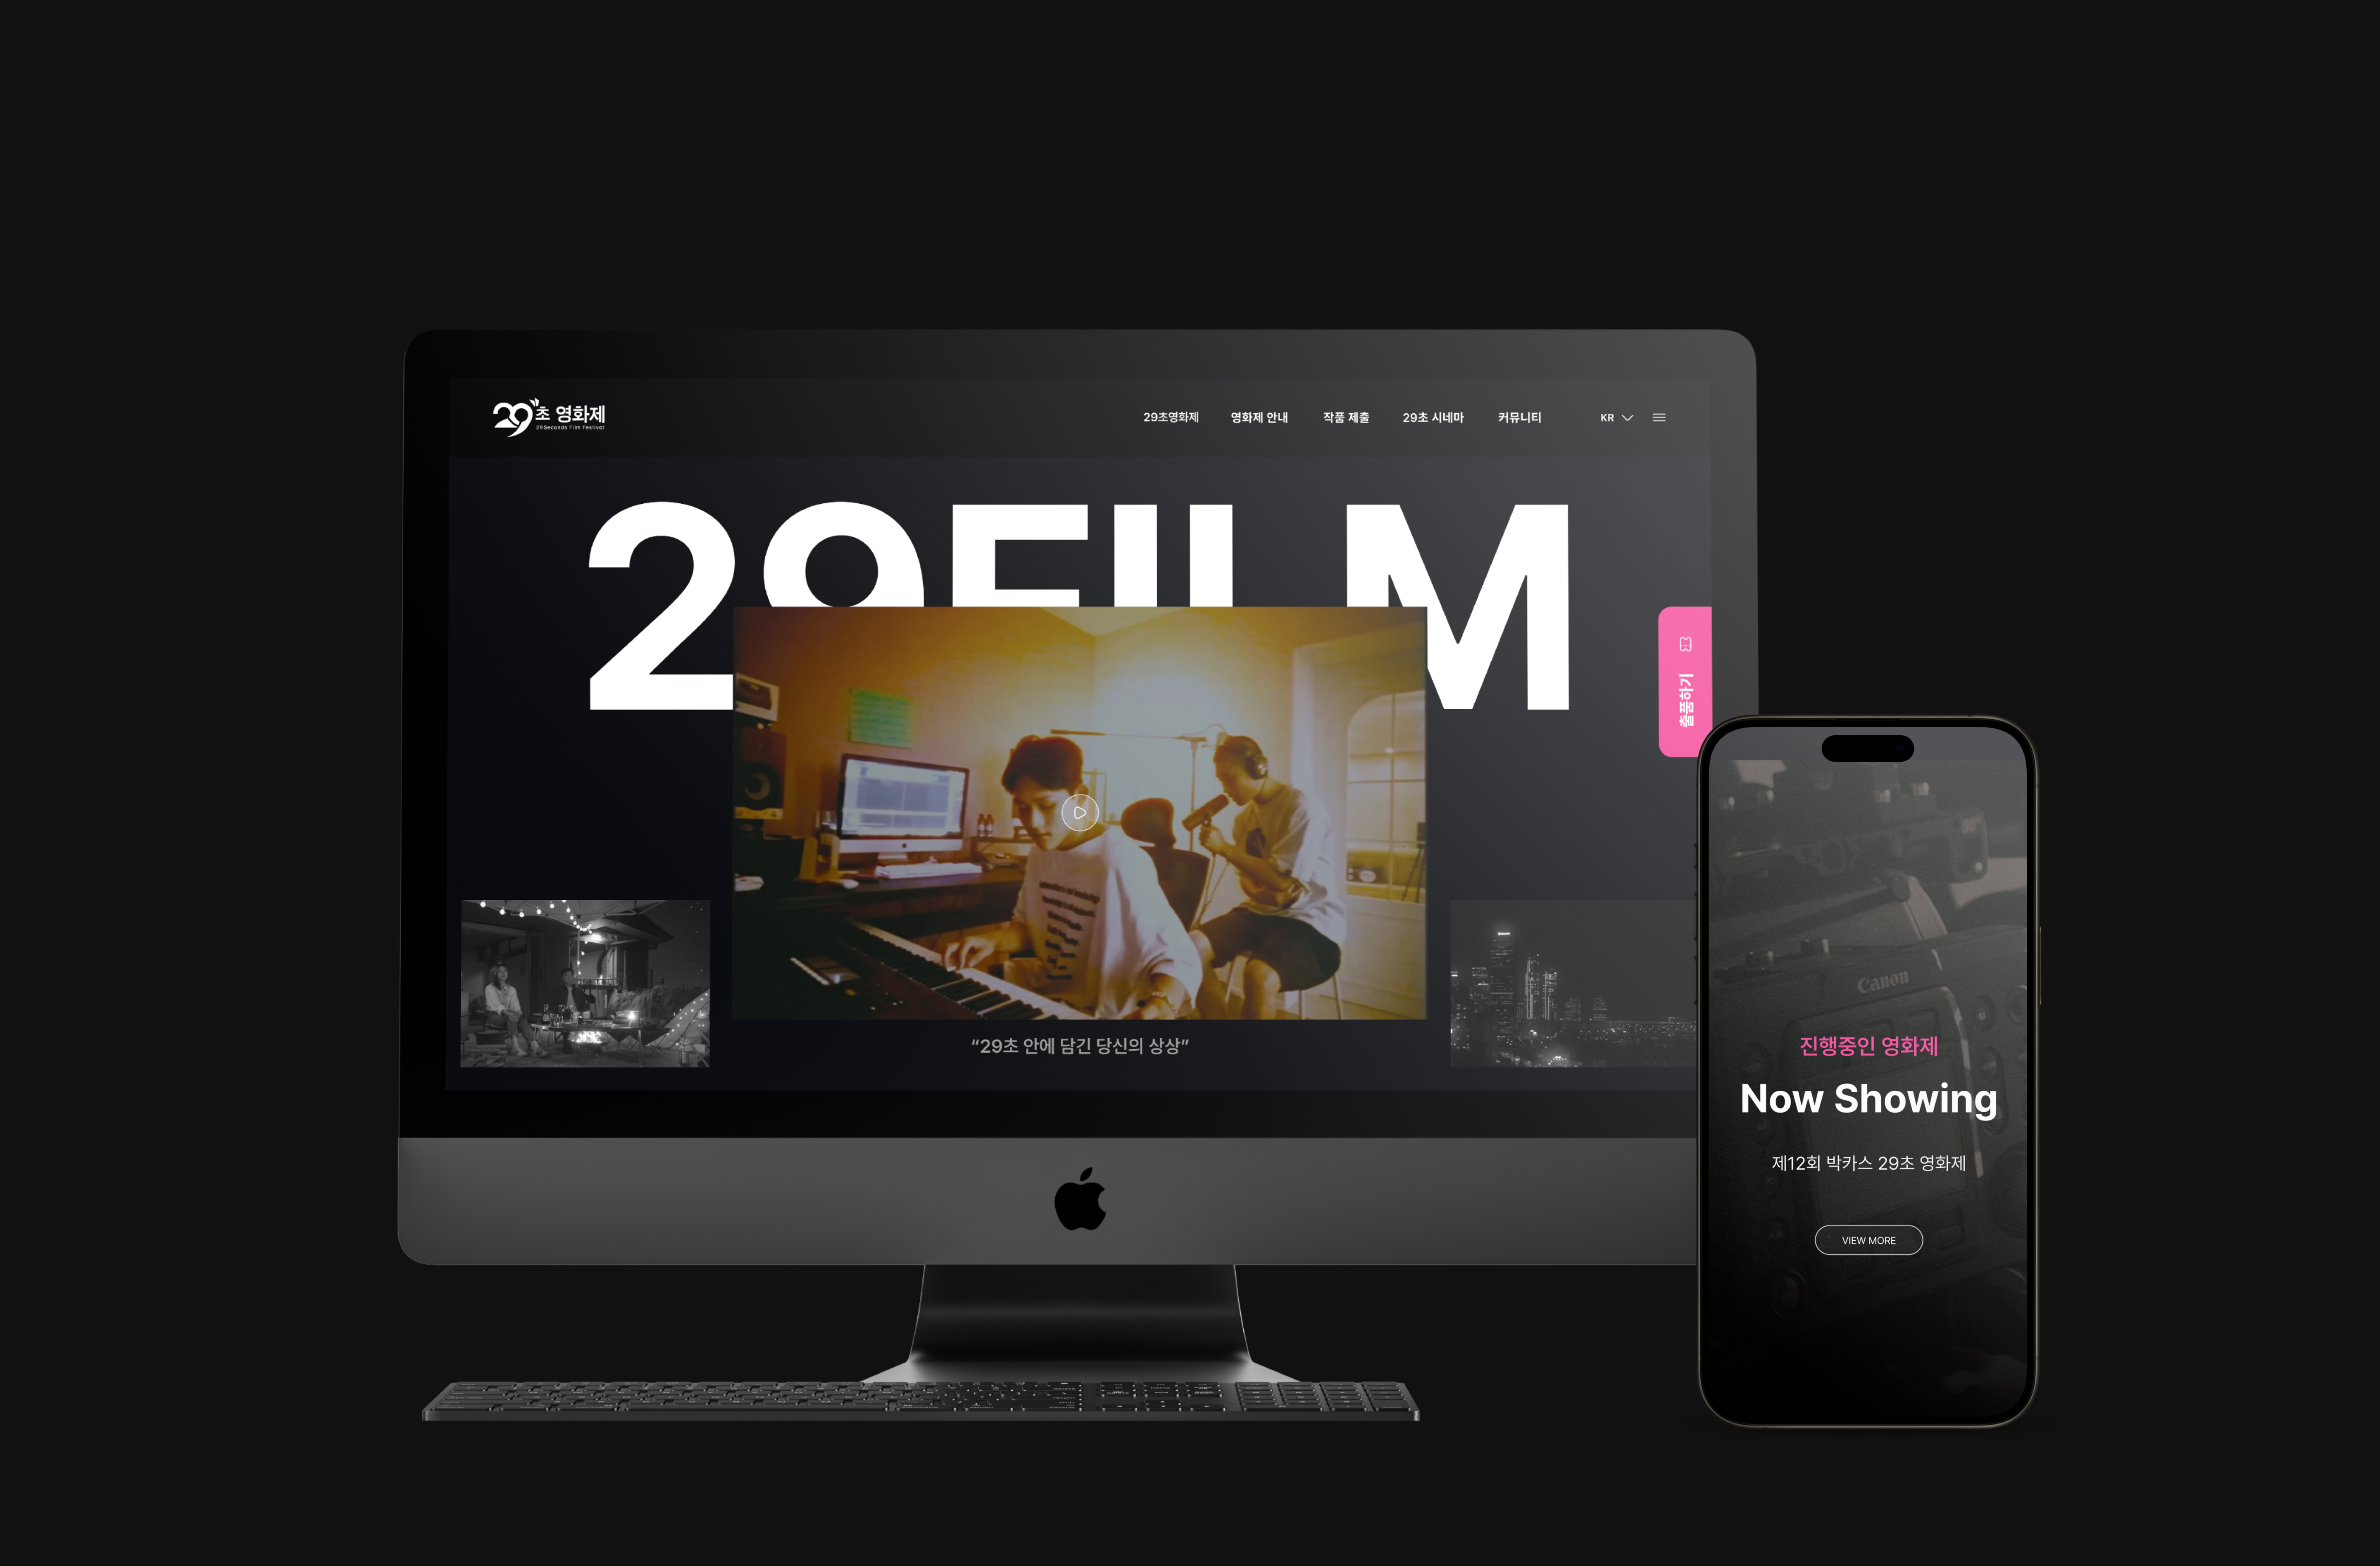 29초 영화제
29Seconds Film Festival
29초영화제
영화제 안내
작품 제출
29초 시네마
커뮤니티
KR
29FILM
출품하기
“29초 안에 담긴 당신의 상상”
Canon
진행중인 영화제
Now Showing
제12회 박카스 29초 영화제
VIEW MORE